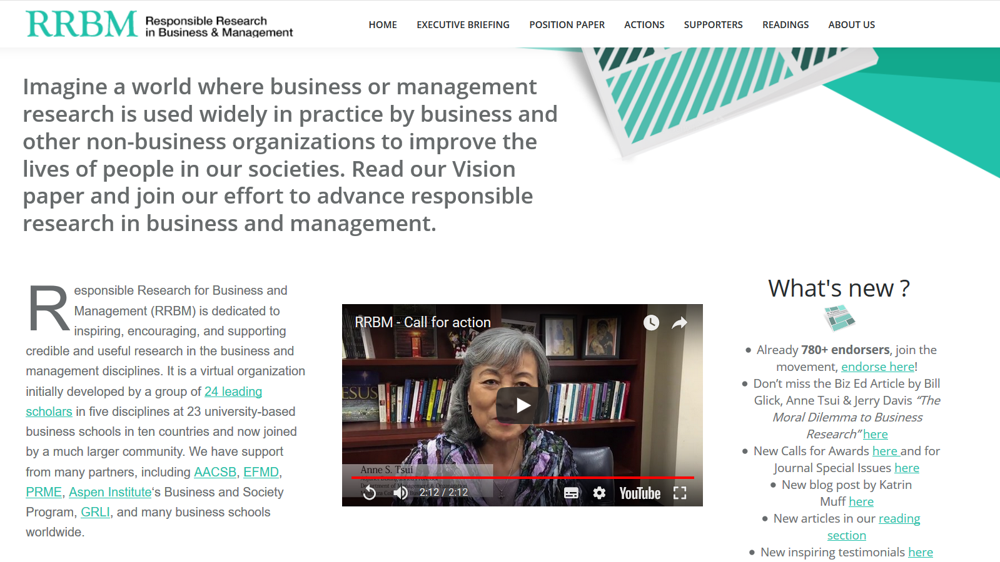 RRBM Responsible Research
in Business & Management
HOME EXECUTIVE BRIEFING POSITION PAPER ACTIONS SUPPORTERS READINGS ABOUT US
Imagine a world where business or management
research is used widely in practice by business and
other non-business organizations to improve the
lives of people in our societies. Read our Vision
paper and join our effort to advance responsible
research in business and management.
Responsible Research for Business and
Management (RRBM) is dedicated to
inspiring, encouraging, and supporting
credible and useful research in the business and
management disciplines. It is a virtual organization
initially developed by a group of 24 leading
scholars in five disciplines at 23 university-based
business schools in ten countries and now joined
by a much larger community. We have support
from many partners, including AACSB, EFMD,
PRME, Aspen Institute‘s Business and Society
Program, GRLI, and many business schools
worldwide.
RRBM - Call for action
ESUS
Anne S. Tsui
Department of Management & Organization
2:12 / 2:12
YouTube
What's new ?
• Already 780+ endorsers, join the
movement, endorse here!
• Don’t miss the Biz Ed Article by Bill
Glick, Anne Tsui & Jerry Davis “The
Moral Dilemma to Business
Research” here
• New Calls for Awards here and for
Journal Special Issues here
• New blog post by Katrin
Muff here
• New articles in our reading
section
• New inspiring testimonials here